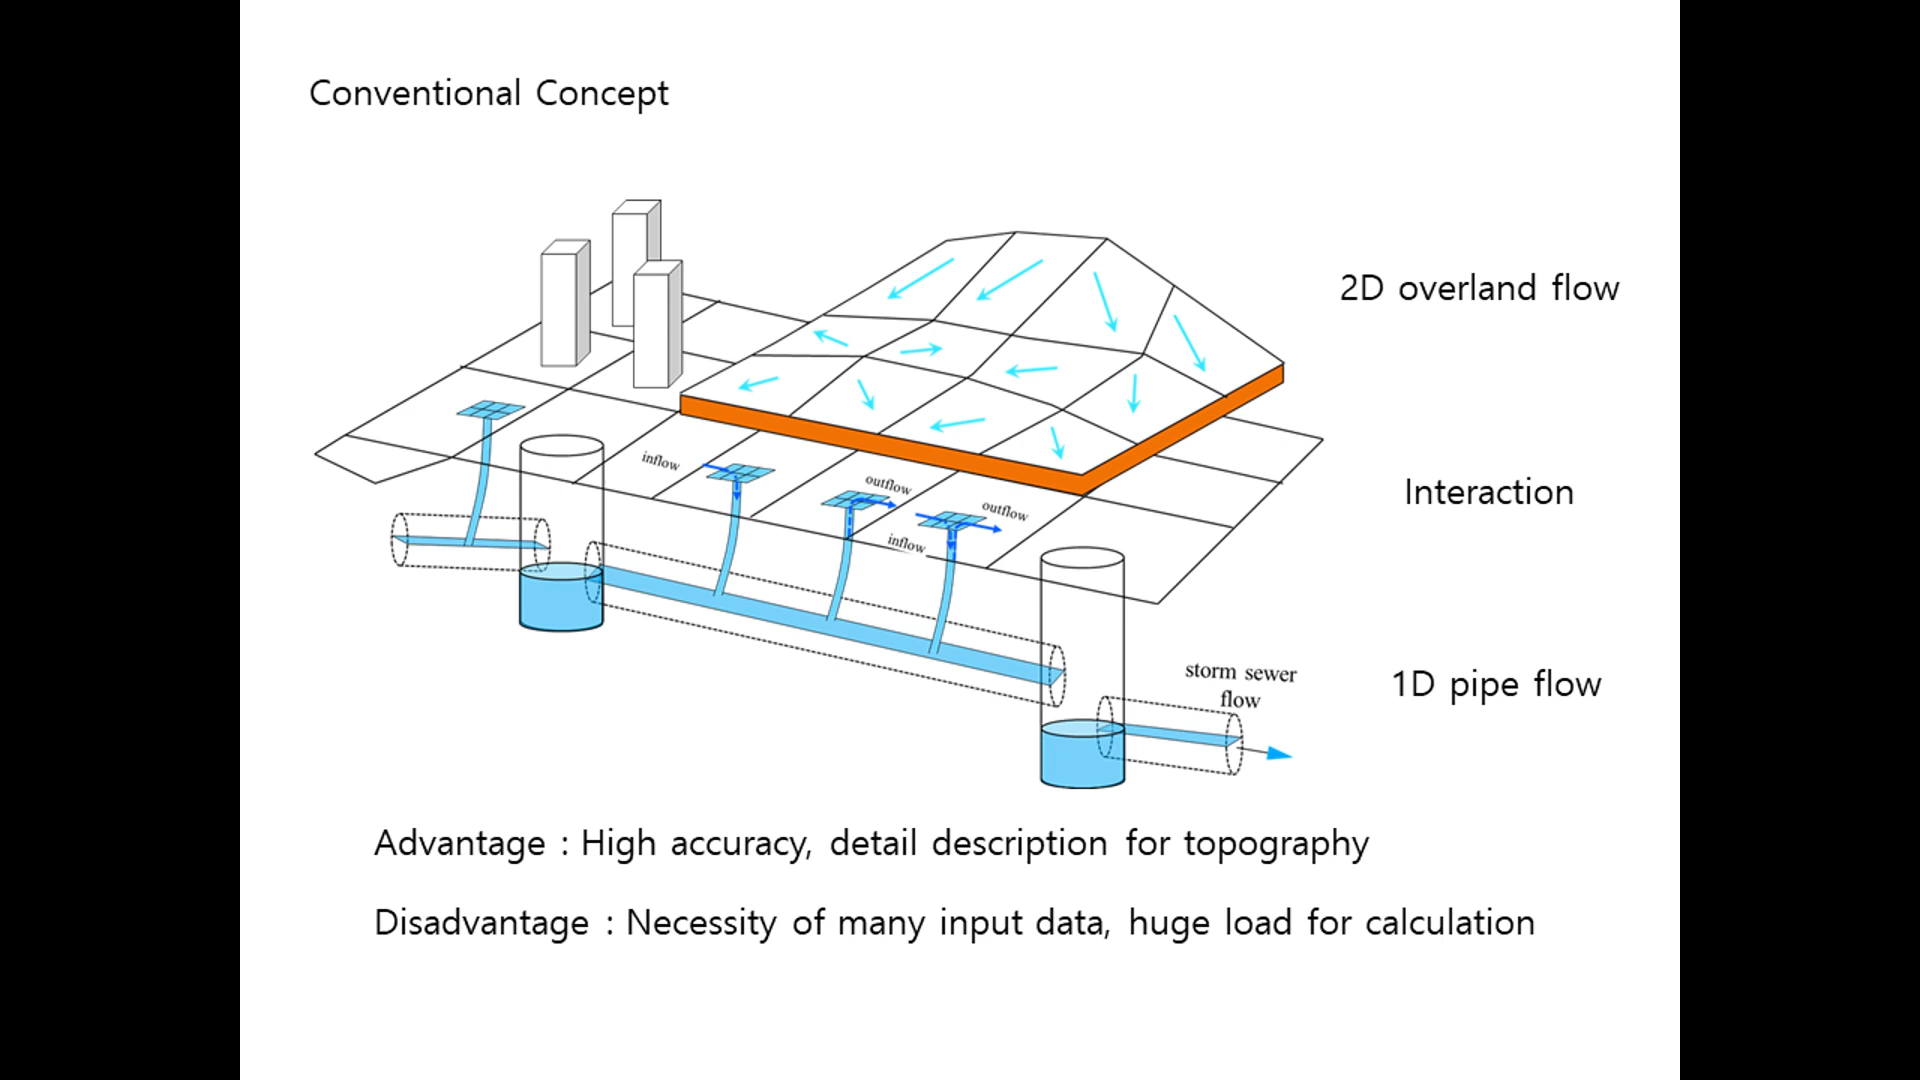 Conventional Concept
2D overland flow
inflow
outflow
outflow
inflow
Interaction
storm sewer
flow
1D pipe flow
Advantage : High accuracy, detail description for topography
Disadvantage : Necessity of many input data, huge load for calculation